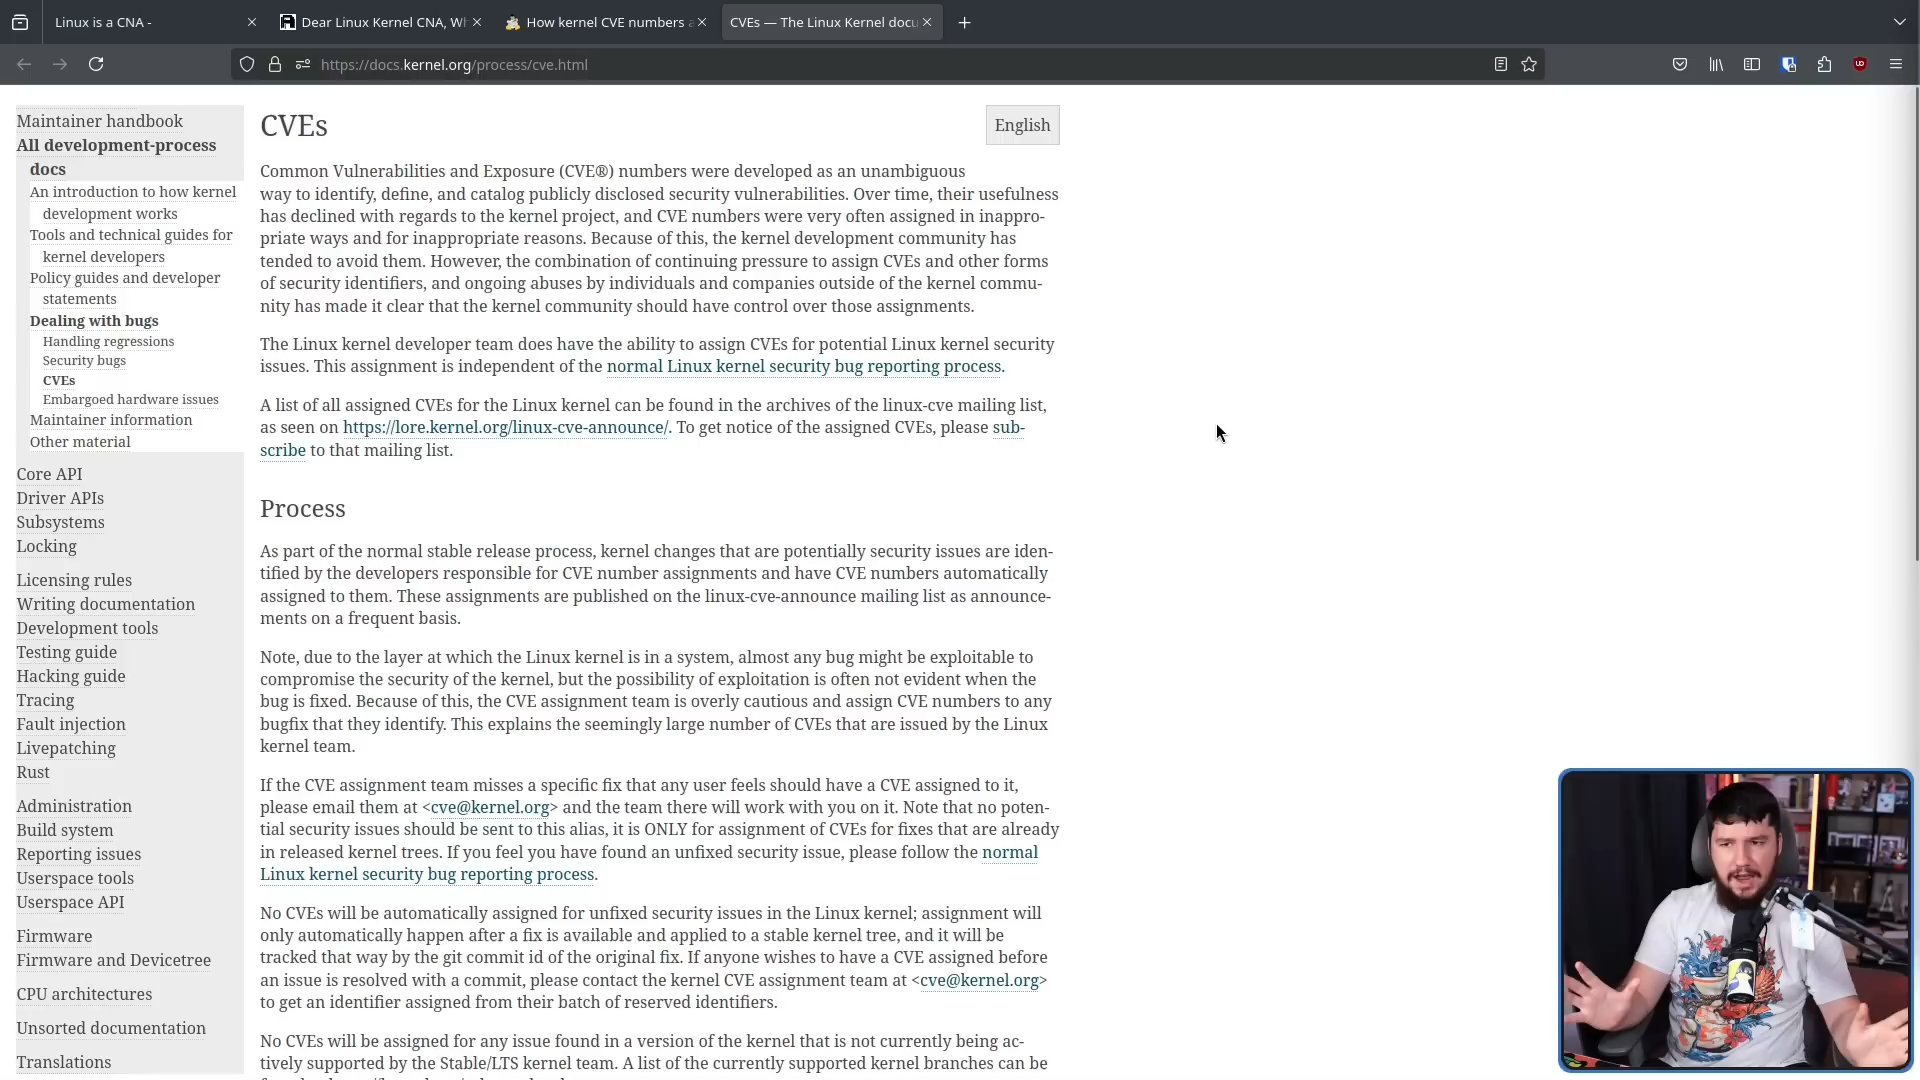 Linux is a CNA -
Dear Linux Kernel CNA, Wh
How kernel CVE numbers a
CVEs — The Linux Kernel docu
https://docs.kernel.org/process/cve.html
Maintainer handbook
All development-process
docs
An introduction to how kernel
development works
Tools and technical guides for
kernel developers
Policy guides and developer
statements
Dealing with bugs
Handling regressions
Security bugs
CVEs
Embargoed hardware issues
Maintainer information
Other material
Core API
Driver APIs
Subsystems
Locking
Licensing rules
Writing documentation
Development tools
Testing guide
Hacking guide
Tracing
Fault injection
Livepatching
Rust
Administration
Build system
Reporting issues
Userspace tools
Userspace API
Firmware
Firmware and Devicetree
CPU architectures
Unsorted documentation
Translations
CVEs
English
Common Vulnerabilities and Exposure (CVE®) numbers were developed as an unambiguous
way to identify, define, and catalog publicly disclosed security vulnerabilities. Over time, their usefulness
has declined with regards to the kernel project, and CVE numbers were very often assigned in inappro-
priate ways and for inappropriate reasons. Because of this, the kernel development community has
tended to avoid them. However, the combination of continuing pressure to assign CVEs and other forms
of security identifiers, and ongoing abuses by individuals and companies outside of the kernel commu-
nity has made it clear that the kernel community should have control over those assignments.
The Linux kernel developer team does have the ability to assign CVEs for potential Linux kernel security
issues. This assignment is independent of the normal Linux kernel security bug reporting process.
A list of all assigned CVEs for the Linux kernel can be found in the archives of the linux-cve mailing list,
as seen on https://lore.kernel.org/linux-cve-announce/. To get notice of the assigned CVEs, please sub-
scribe to that mailing list.
Process
As part of the normal stable release process, kernel changes that are potentially security issues are iden-
tified by the developers responsible for CVE number assignments and have CVE numbers automatically
assigned to them. These assignments are published on the linux-cve-announce mailing list as announce-
ments on a frequent basis.
Note, due to the layer at which the Linux kernel is in a system, almost any bug might be exploitable to
compromise the security of the kernel, but the possibility of exploitation is often not evident when the
bug is fixed. Because of this, the CVE assignment team is overly cautious and assign CVE numbers to any
bugfix that they identify. This explains the seemingly large number of CVEs that are issued by the Linux
kernel team.
If the CVE assignment team misses a specific fix that any user feels should have a CVE assigned to it,
please email them at <cve@kernel.org> and the team there will work with you on it. Note that no poten-
tial security issues should be sent to this alias, it is ONLY for assignment of CVEs for fixes that are already
in released kernel trees. If you feel you have found an unfixed security issue, please follow the normal
Linux kernel security bug reporting process.
No CVEs will be automatically assigned for unfixed security issues in the Linux kernel; assignment will
only automatically happen after a fix is available and applied to a stable kernel tree, and it will be
tracked that way by the git commit id of the original fix. If anyone wishes to have a CVE assigned before
an issue is resolved with a commit, please contact the kernel CVE assignment team at <cve@kernel.org>
to get an identifier assigned from their batch of reserved identifiers.
No CVEs will be assigned for any issue found in a version of the kernel that is not currently being ac-
tively supported by the Stable/LTS kernel team. A list of the currently supported kernel branches can be